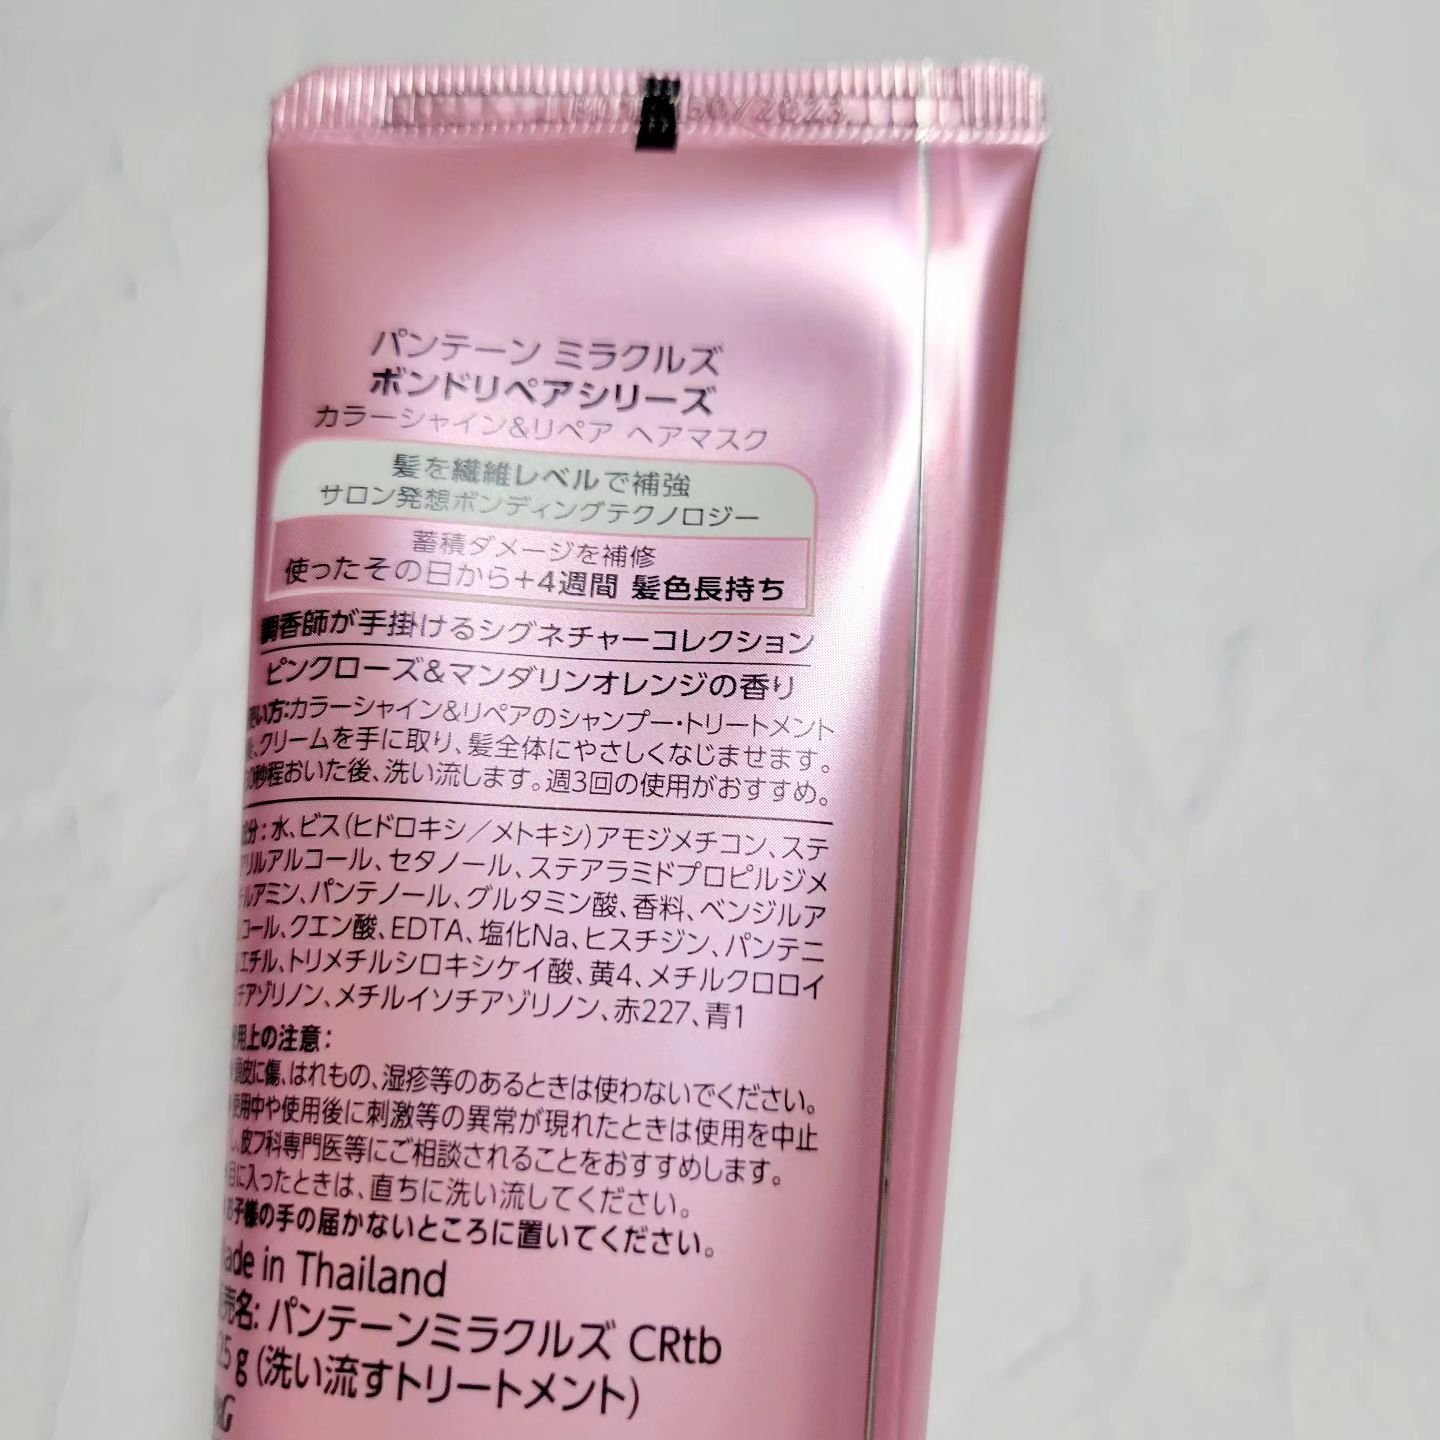 パンテーン ミラクルズ
ボンドリペアシリーズ
カラーシャイン&リペア ヘアマスク
髪を繊維レベルで補強
サロン発想ボンディングテクノロジー
蓄積ダメージを補修
使ったその日から+4週間 髪色長持ち
調香師が手掛けるシグネチャーコレクション
ピンクローズ&マンダリンオレンジの香り
い方:カラーシャイン&リペアのシャンプー・トリートメント
、クリームを手に取り、髪全体にやさしくなじませます。
0秒程おいた後、洗い流します。週3回の使用がおすすめ。
分:水、ビス(ヒドロキシ/メトキシ)アモジメチコン、ステ
リルアルコール、セタノール、ステアラミドプロピルジメ
ルアミン、パンテノール、グルタミン酸、香料、ベンジルア
コール、クエン酸、EDTA、塩化Na、ヒスチジン、パンテニ
エチル、トリメチルシロキシケイ酸、黄4、メチルクロロイ
チアゾリノン、メチルイソチアゾリノン、赤227、青1
用上の注意:
頭皮に傷、はれもの、湿疹等のあるときは使わないでください。
使用中や使用後に刺激等の異常が現れたときは使用を中止
し、皮フ科専門医等にご相談されることをおすすめします。
目に入ったときは、直ちに洗い流してください。
お子様の手の届かないところに置いてください。
ade in Thailand
売名: パンテーンミラクルズ CRtb
25 g (洗い流すトリートメント)